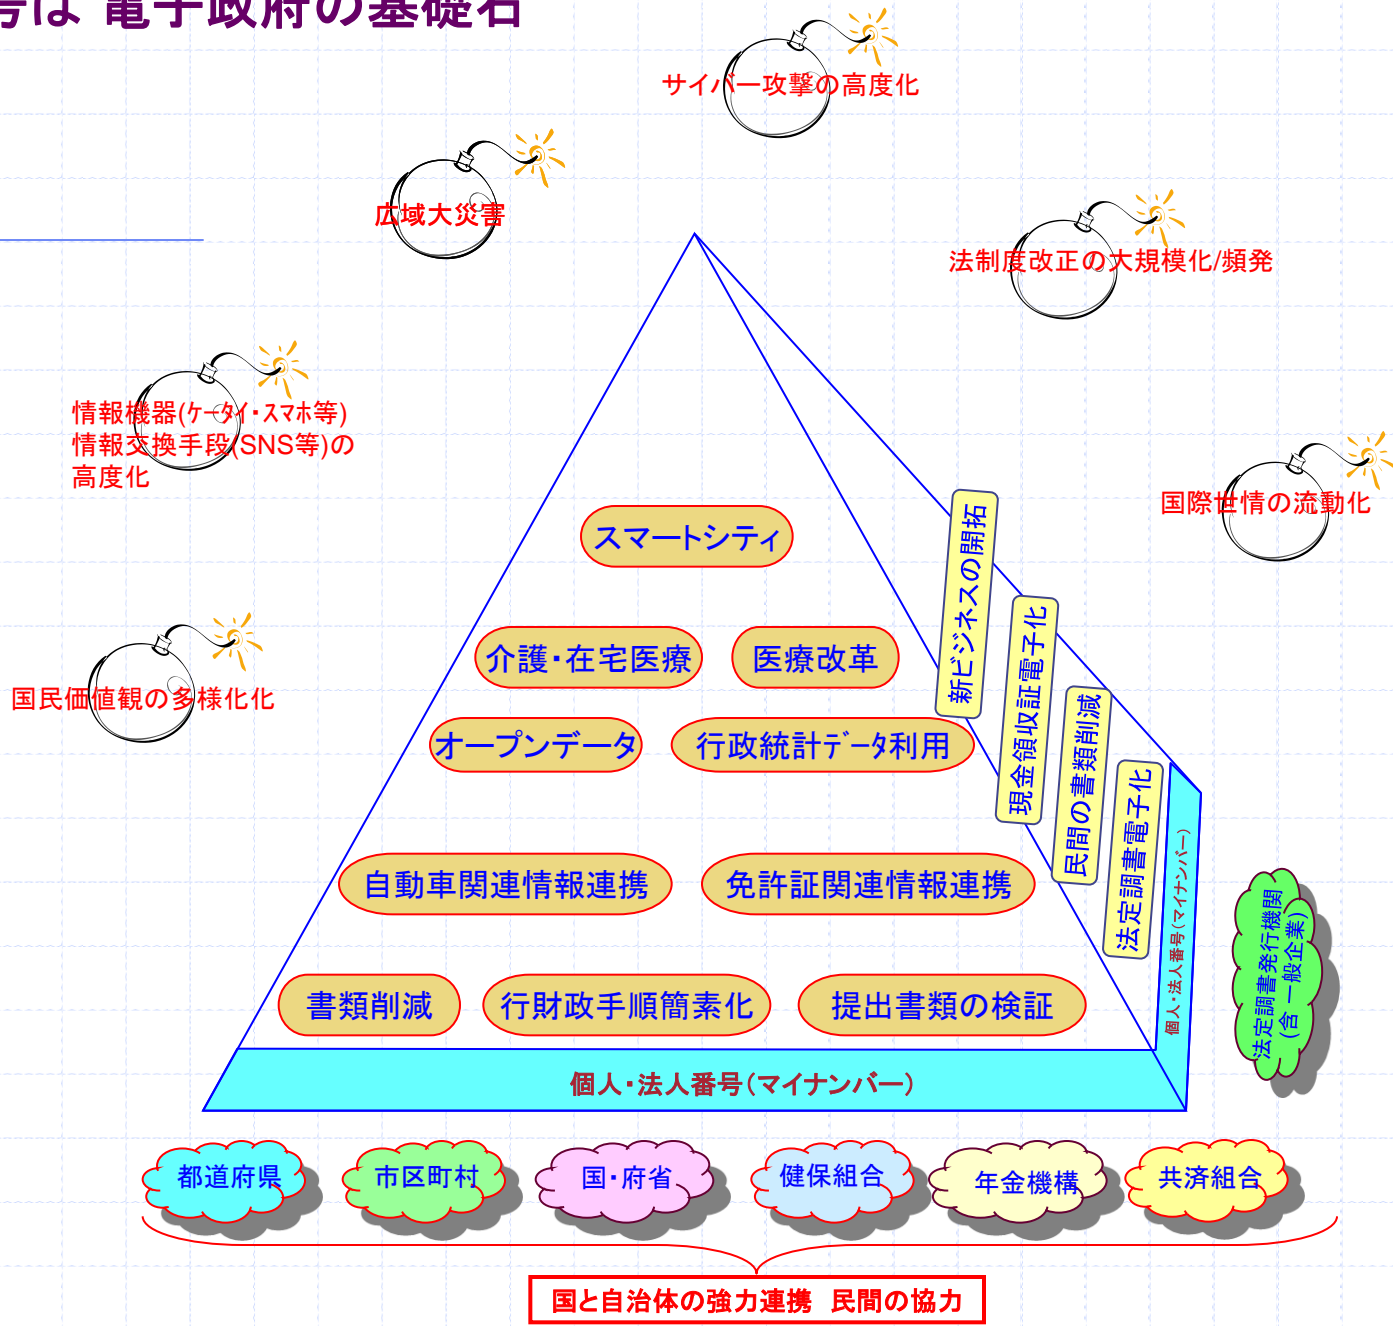 号は 電子政府の基礎石
サイバー攻撃の高度化
広域大災害
法制度改正の大規模化/頻発
情報機器(ｹｰﾀｲ・ｽﾏﾎ等)
情報交換手段(SNS等)の
高度化
国際世情の流動化
国民価値観の多様化化
スマートシティ
介護・在宅医療
医療改革
オープンデータ
行政統計ﾃﾞｰﾀ利用
自動車関連情報連携
免許証関連情報連携
書類削減
行財政手順簡素化
提出書類の検証
新ビジネスの開拓
現金領収証電子化
民間の書類削減
法定調書電子化
個人・法人番号(マイナンバー)
個人・法人番号(マイナンバー)
法定調書発行機関
(含 一般企業)
都道府県
市区町村
国・府省
健保組合
年金機構
共済組合
国と自治体の強力連携 民間の協力